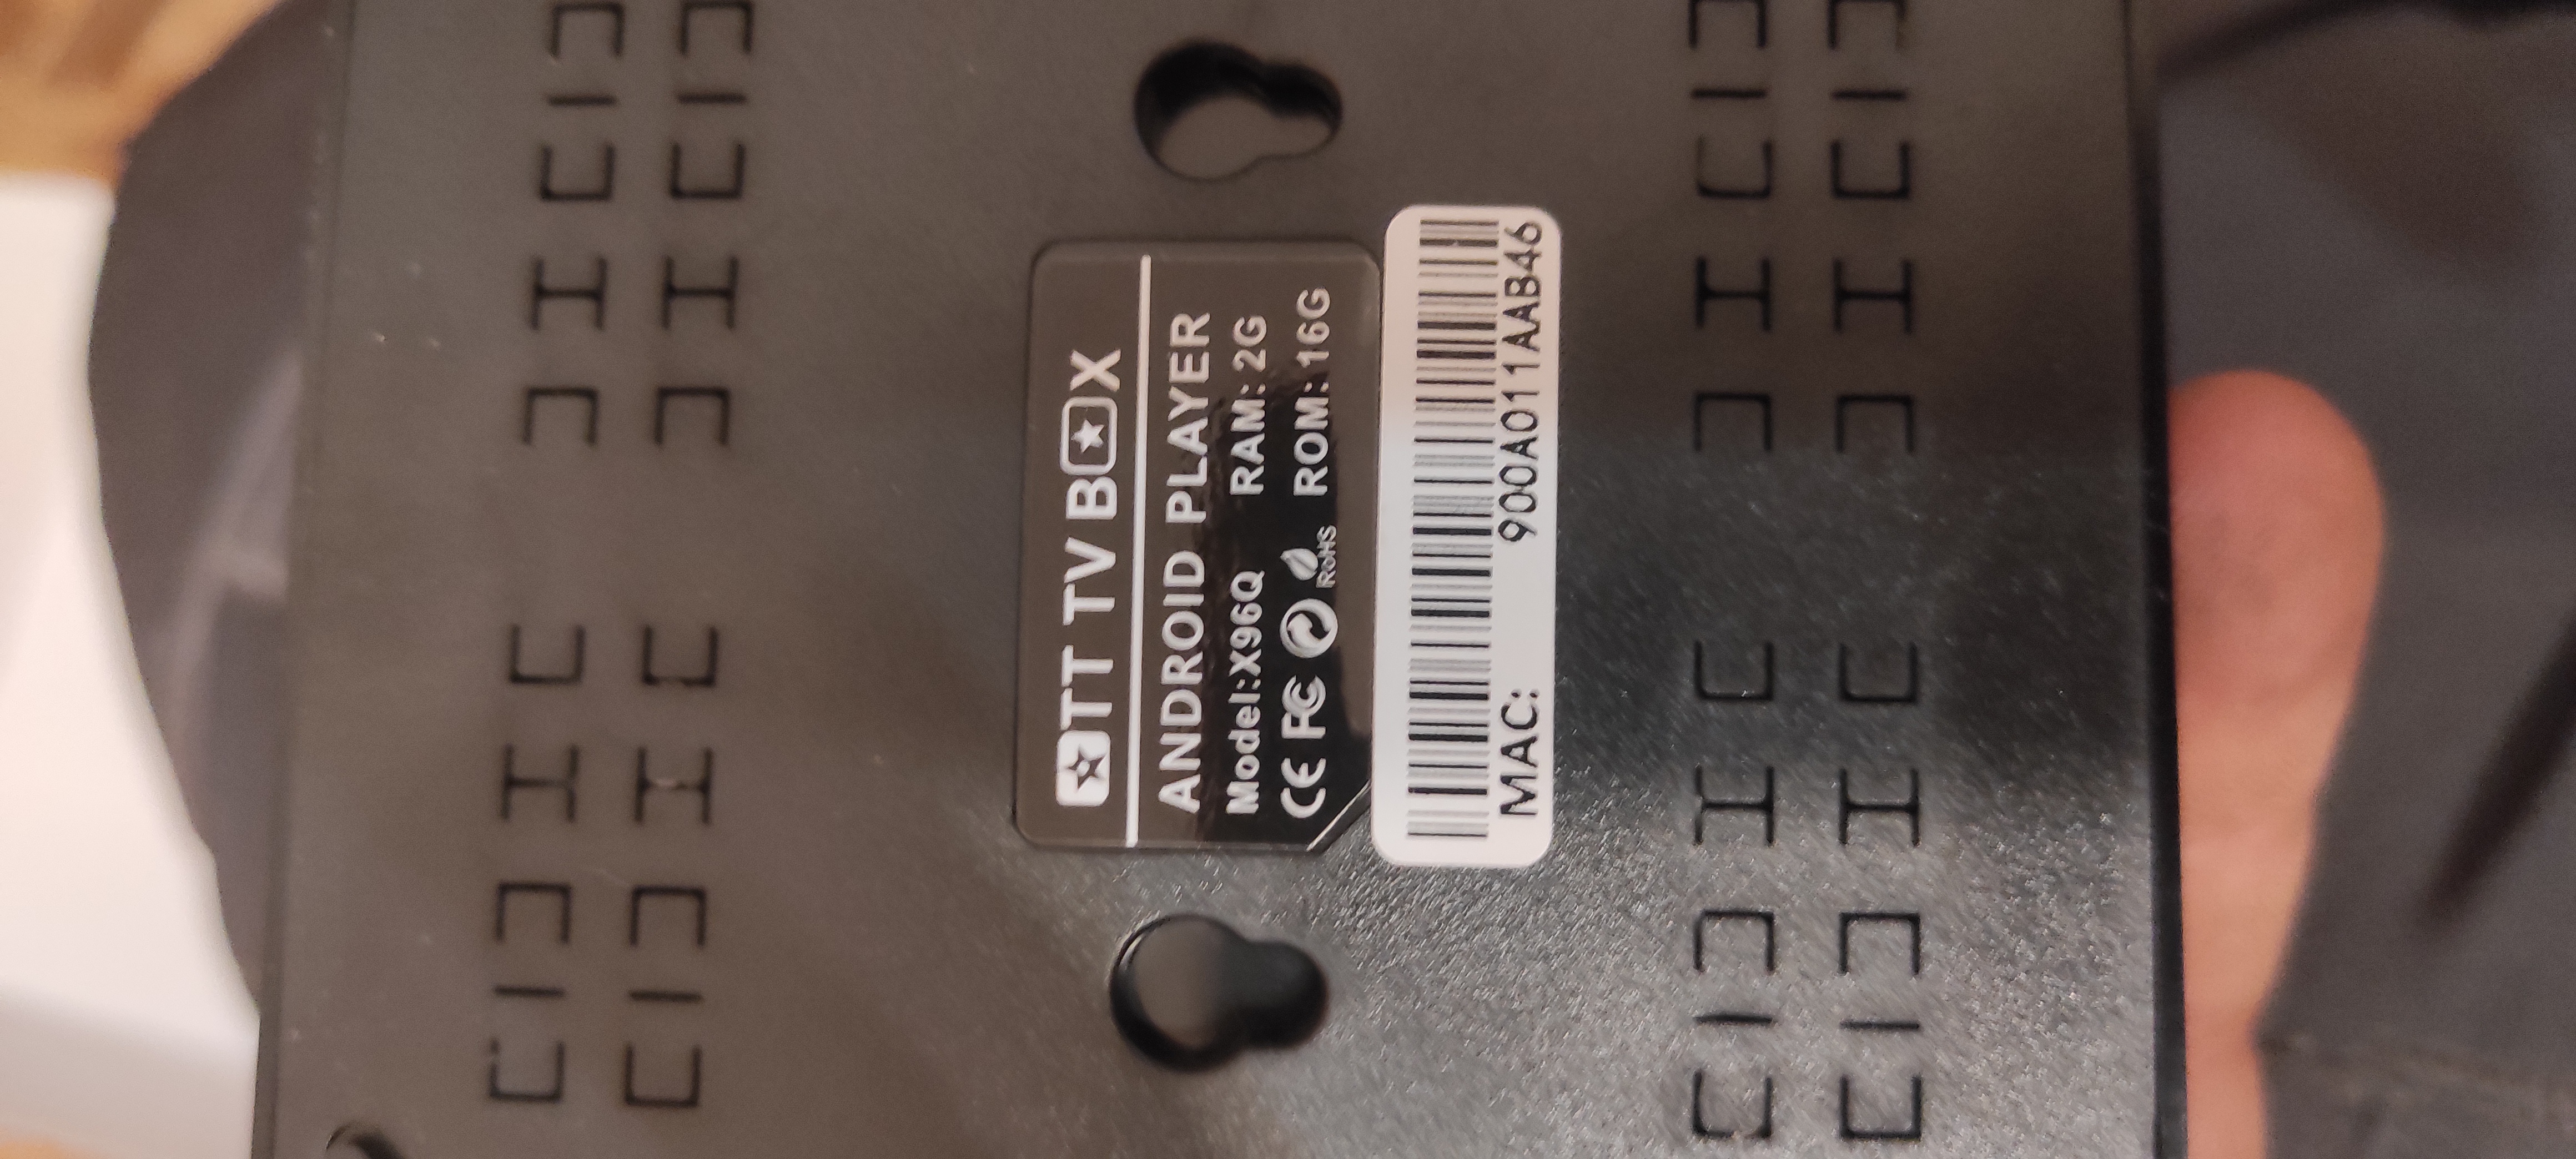 OTT TV BOX
ANDROID PLAYER
Model:X96Q RAM:2G
CE FC RoHS ROM:16G
MAC: 900A011AAB46